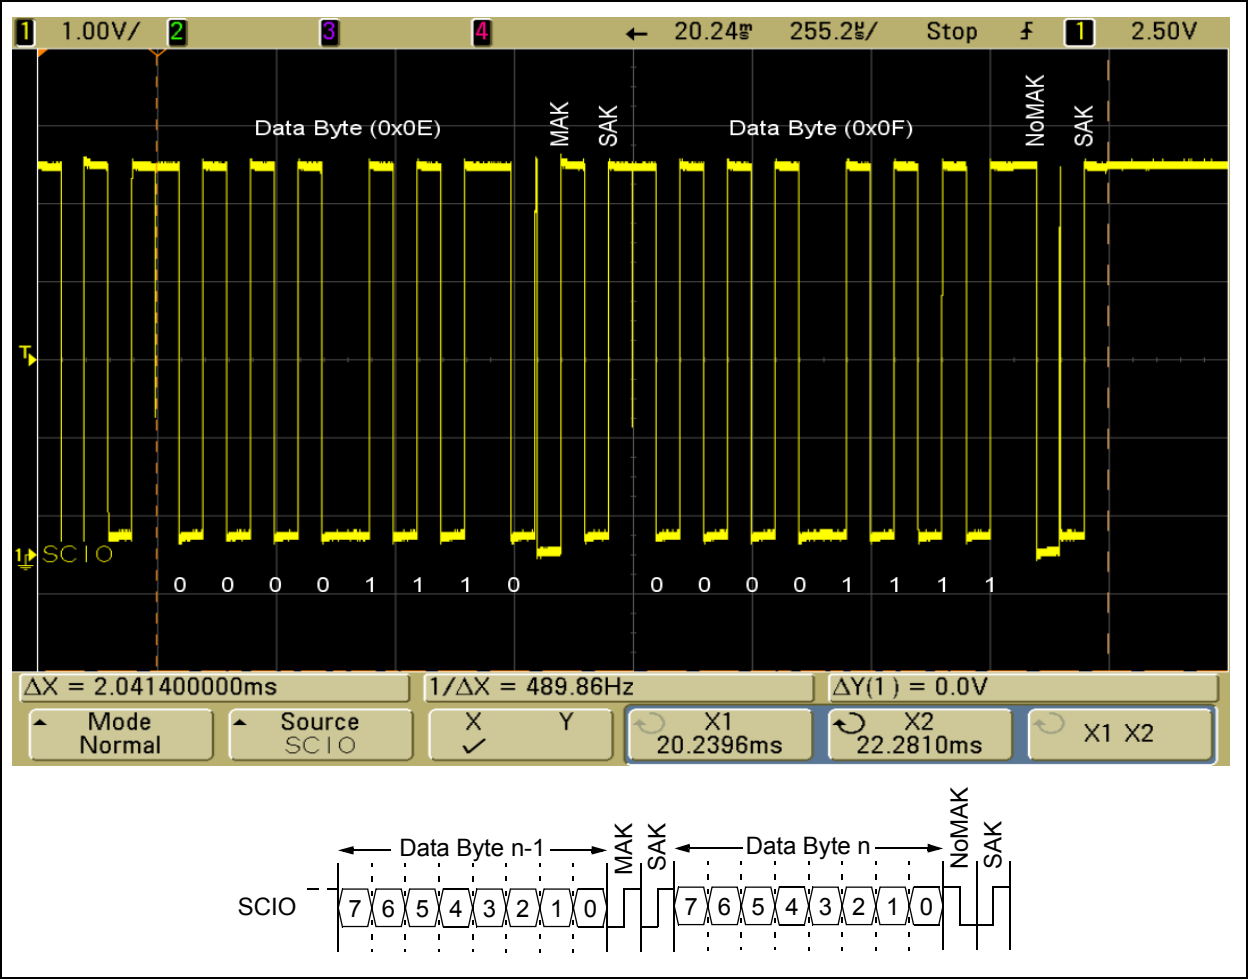 1 1.00V/ 2 3 4 20.24ms 255.2µs/ Stop 1 2.50V
Data Byte (0x0E) MAK SAK Data Byte (0x0F) NoMAK SAK
T
1 SCIO
0 0 0 0 1 1 1 0 0 0 0 0 1 1 1 1
ΔX = 2.041400000ms 1/ΔX = 489.86Hz ΔY(1) = 0.0V
Mode Source X Y X1 X2 X1 X2
Normal SCIO ✓ 20.2396ms 22.2810ms
Data Byte n-1 MAK SAK Data Byte n NoMAK SAK
SCIO 7 6 5 4 3 2 1 0 7 6 5 4 3 2 1 0